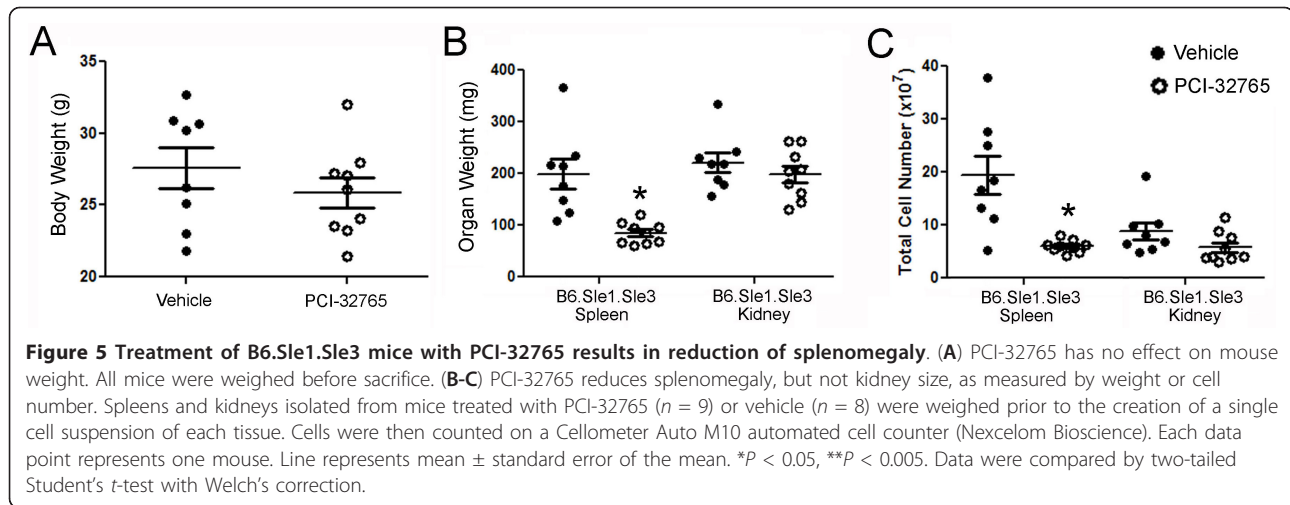 A
Body Weight (g)
35
30
25
20
Vehicle
PCI-32765
B
Organ Weight (mg)
400
300
200
100
0
*
B6.Sle1.Sle3
Spleen
B6.Sle1.Sle3
Kidney
C
Total Cell Number (x10⁷)
40
30
20
10
0
*
Vehicle
PCI-32765
B6.Sle1.Sle3
Spleen
B6.Sle1.Sle3
Kidney
Figure 5 Treatment of B6.Sle1.Sle3 mice with PCI-32765 results in reduction of splenomegaly. (A) PCI-32765 has no effect on mouse
weight. All mice were weighed before sacrifice. (B-C) PCI-32765 reduces splenomegaly, but not kidney size, as measured by weight or cell
number. Spleens and kidneys isolated from mice treated with PCI-32765 (n = 9) or vehicle (n = 8) were weighed prior to the creation of a single
cell suspension of each tissue. Cells were then counted on a Cellometer Auto M10 automated cell counter (Nexcelom Bioscience). Each data
point represents one mouse. Line represents mean ± standard error of the mean. *P < 0.05, **P < 0.005. Data were compared by two-tailed
Student's t-test with Welch's correction.